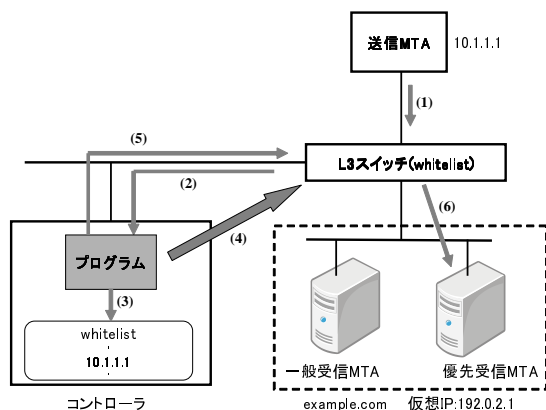 送信MTA
10.1.1.1
(1)
(5)
L3スイッチ(whitelist)
(2)
(6)
(4)
プログラム
(3)
whitelist
10.1.1.1
一般受信MTA
優先受信MTA
コントローラ
example.com 仮想IP:192.0.2.1